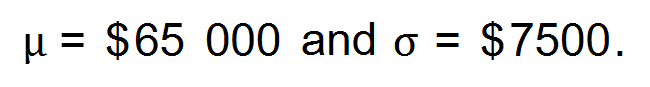 μ = $65 000 and σ = $7500.